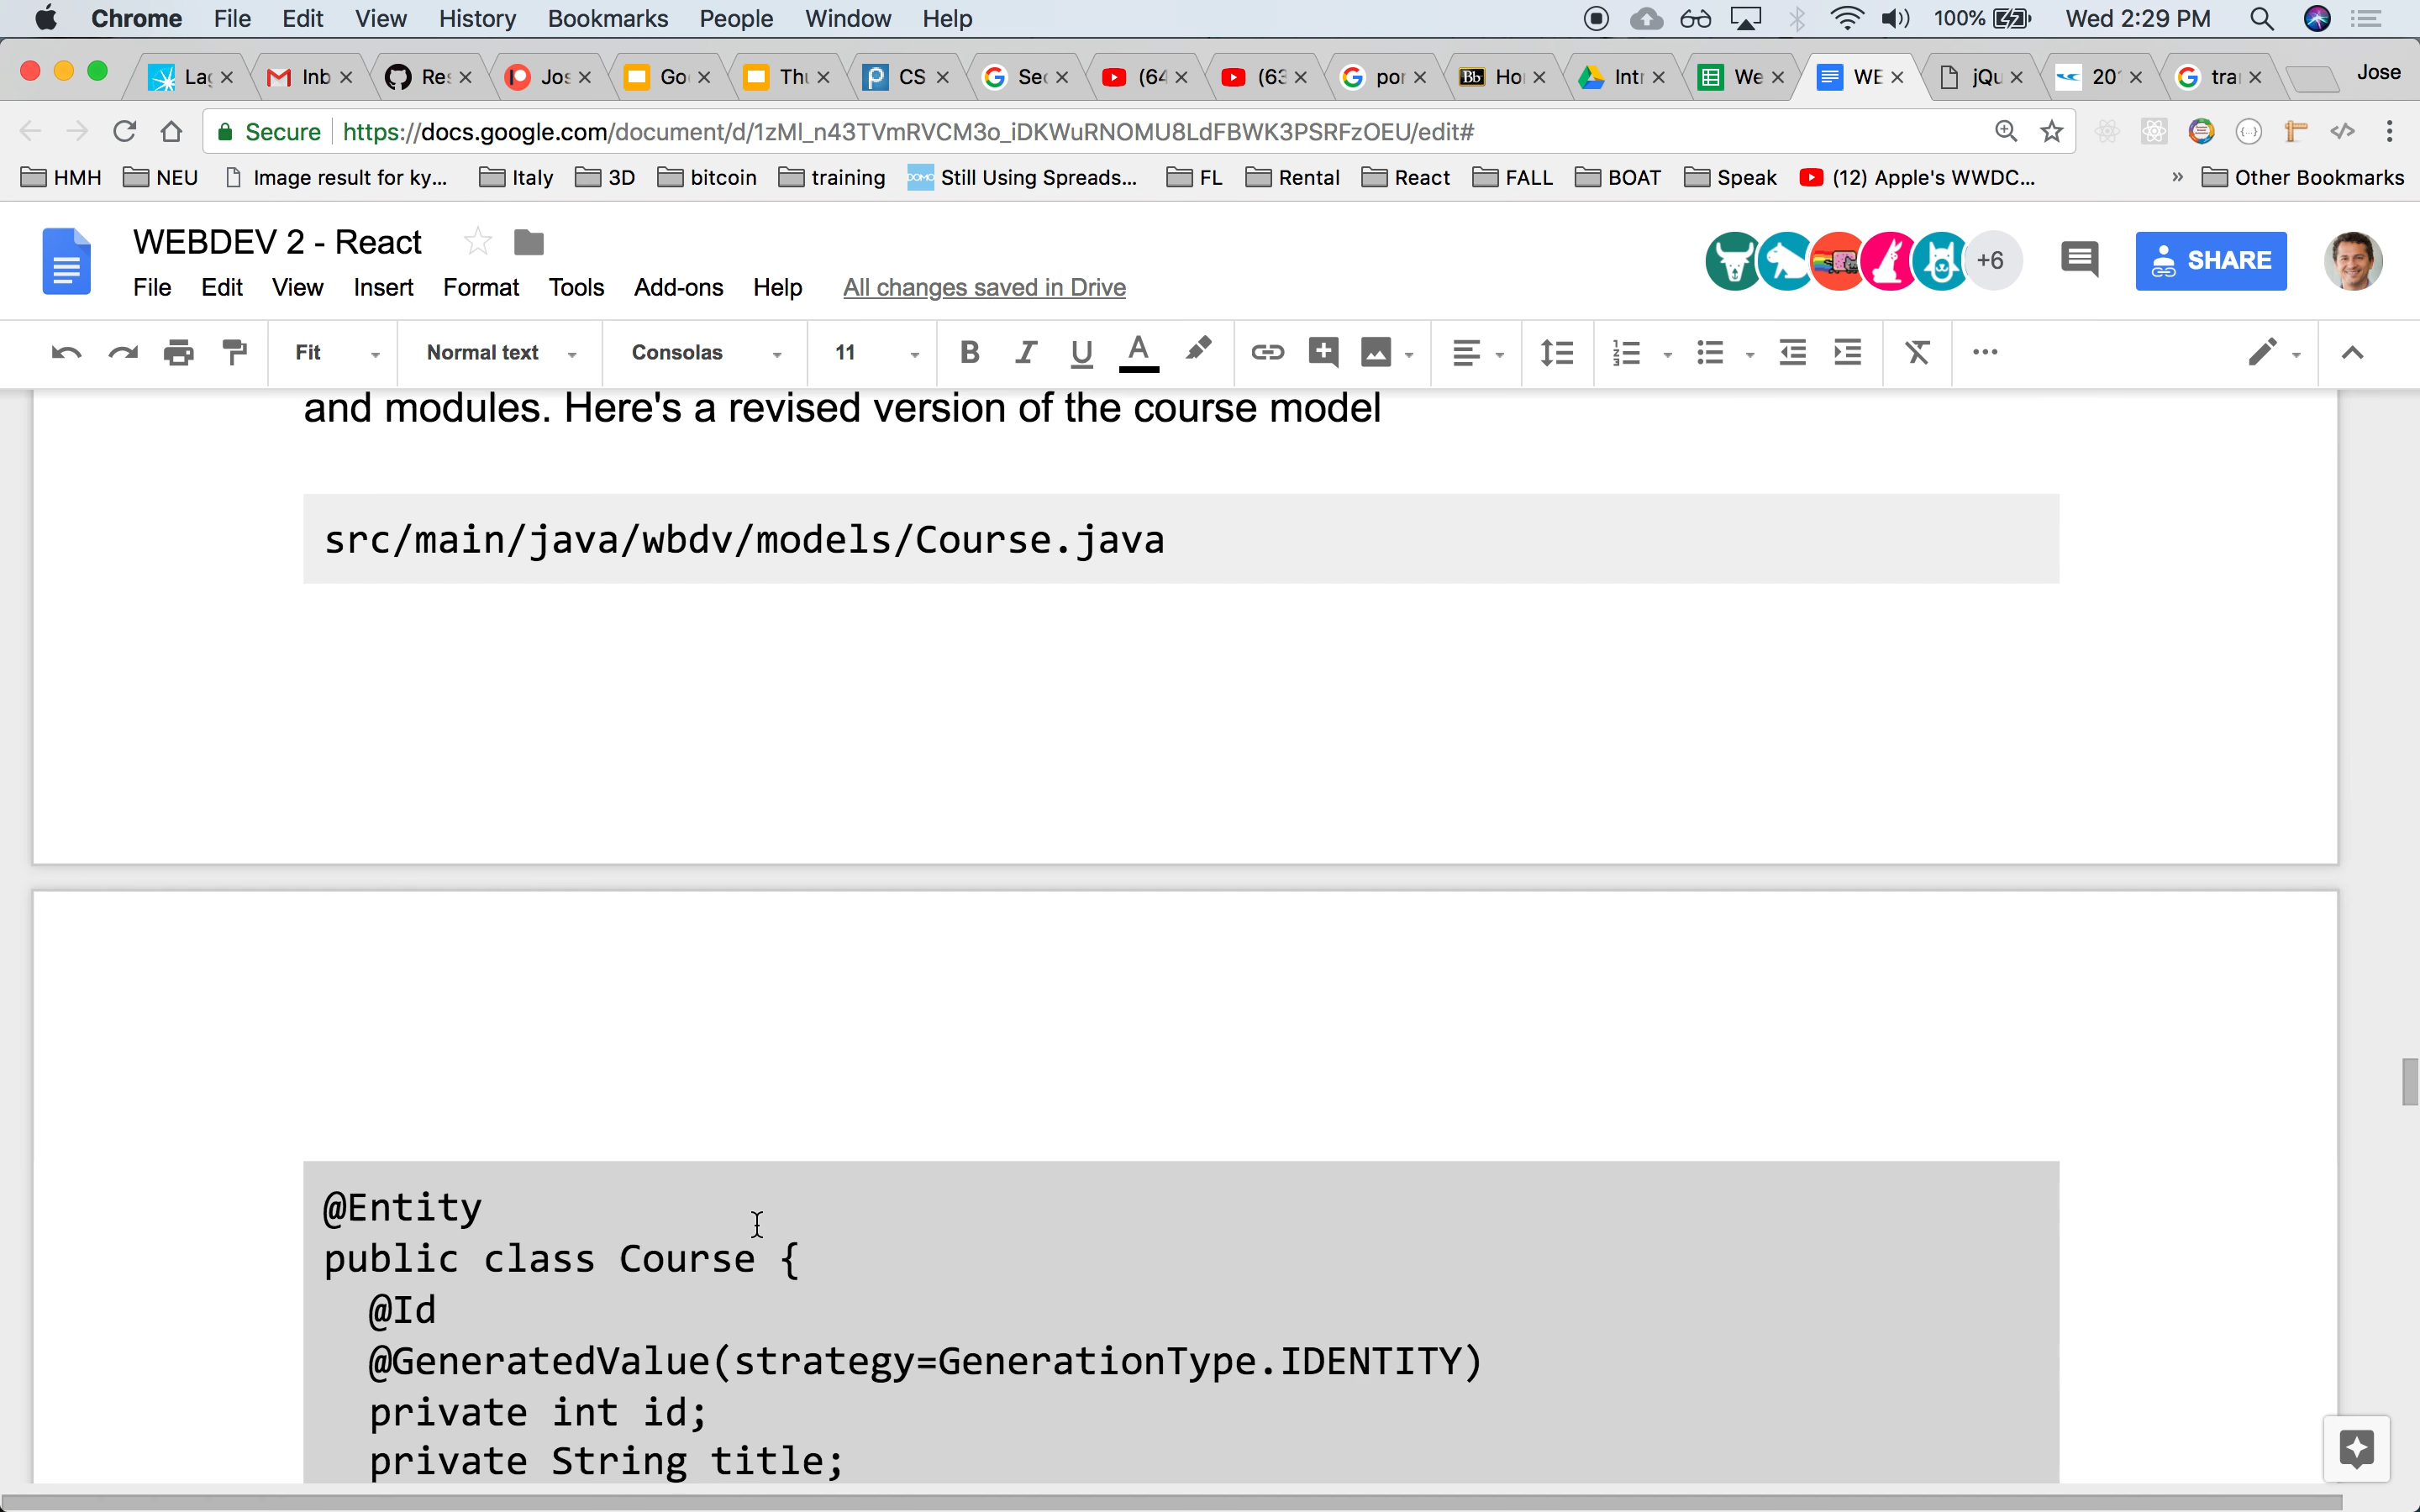 Chrome File Edit View History Bookmarks People Window Help 100% Wed 2:29 PM
Inb CS Jose
Secure https://docs.google.com/document/d/1zMl_n43TVmRVCM3o_iDKWuRNOMU8LdFBWK3PSRFzOEU/edit#
HMH NEU Image result for ky... Italy 3D bitcoin training DOMO Still Using Spreads... FL Rental React FALL BOAT Speak (12) Apple's WWDC... » Other Bookmarks
WEBDEV 2 - React
+6 SHARE
File Edit View Insert Format Tools Add-ons Help All changes saved in Drive
Fit Normal text Consolas 11 B I U A
and modules. Here's a revised version of the course model
src/main/java/wbdv/models/Course.java
@Entity
public class Course {
@Id
@GeneratedValue(strategy=GenerationType.IDENTITY)
private int id;
private String title;